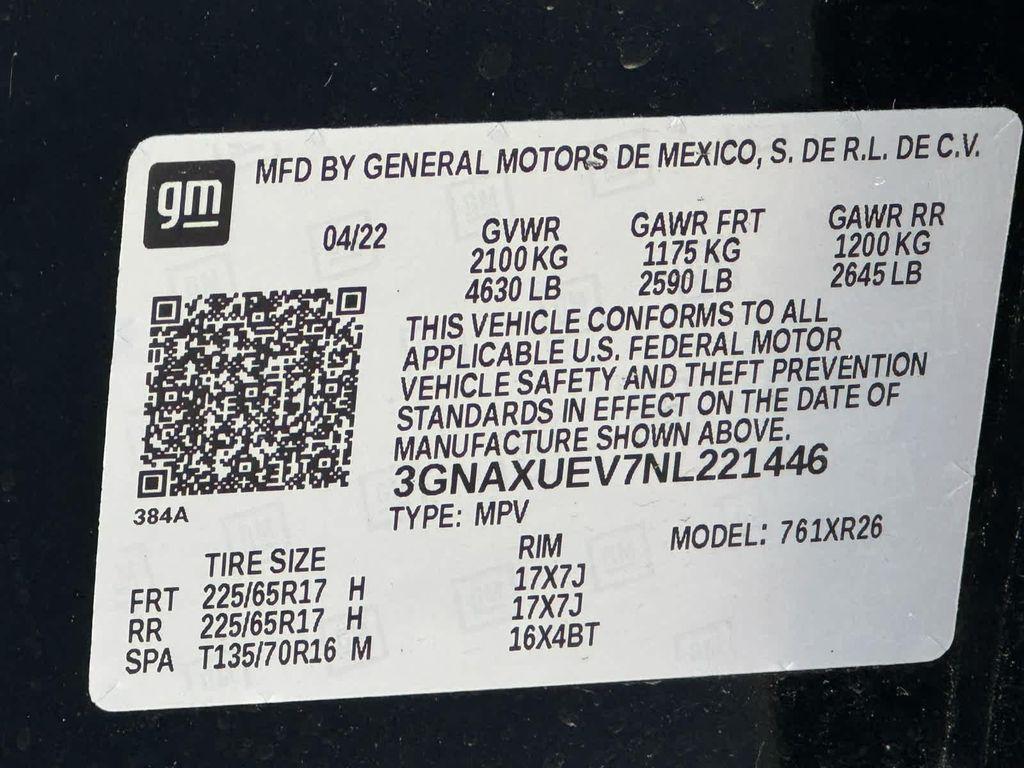 gm
MFD BY GENERAL MOTORS DE MEXICO, S. DE R.L. DE C.V.
04/22 GVWR GAWR FRT GAWR RR
2100 KG 1175 KG 1200 KG
4630 LB 2590 LB 2645 LB
THIS VEHICLE CONFORMS TO ALL
APPLICABLE U.S. FEDERAL MOTOR
VEHICLE SAFETY AND THEFT PREVENTION
STANDARDS IN EFFECT ON THE DATE OF
MANUFACTURE SHOWN ABOVE.
3GNAXUEV7NL221446
384A
TYPE: MPV MODEL: 761XR26
TIRE SIZE RIM
FRT 225/65R17 H 17X7J
RR 225/65R17 H 17X7J
SPA T135/70R16 M 16X4BT